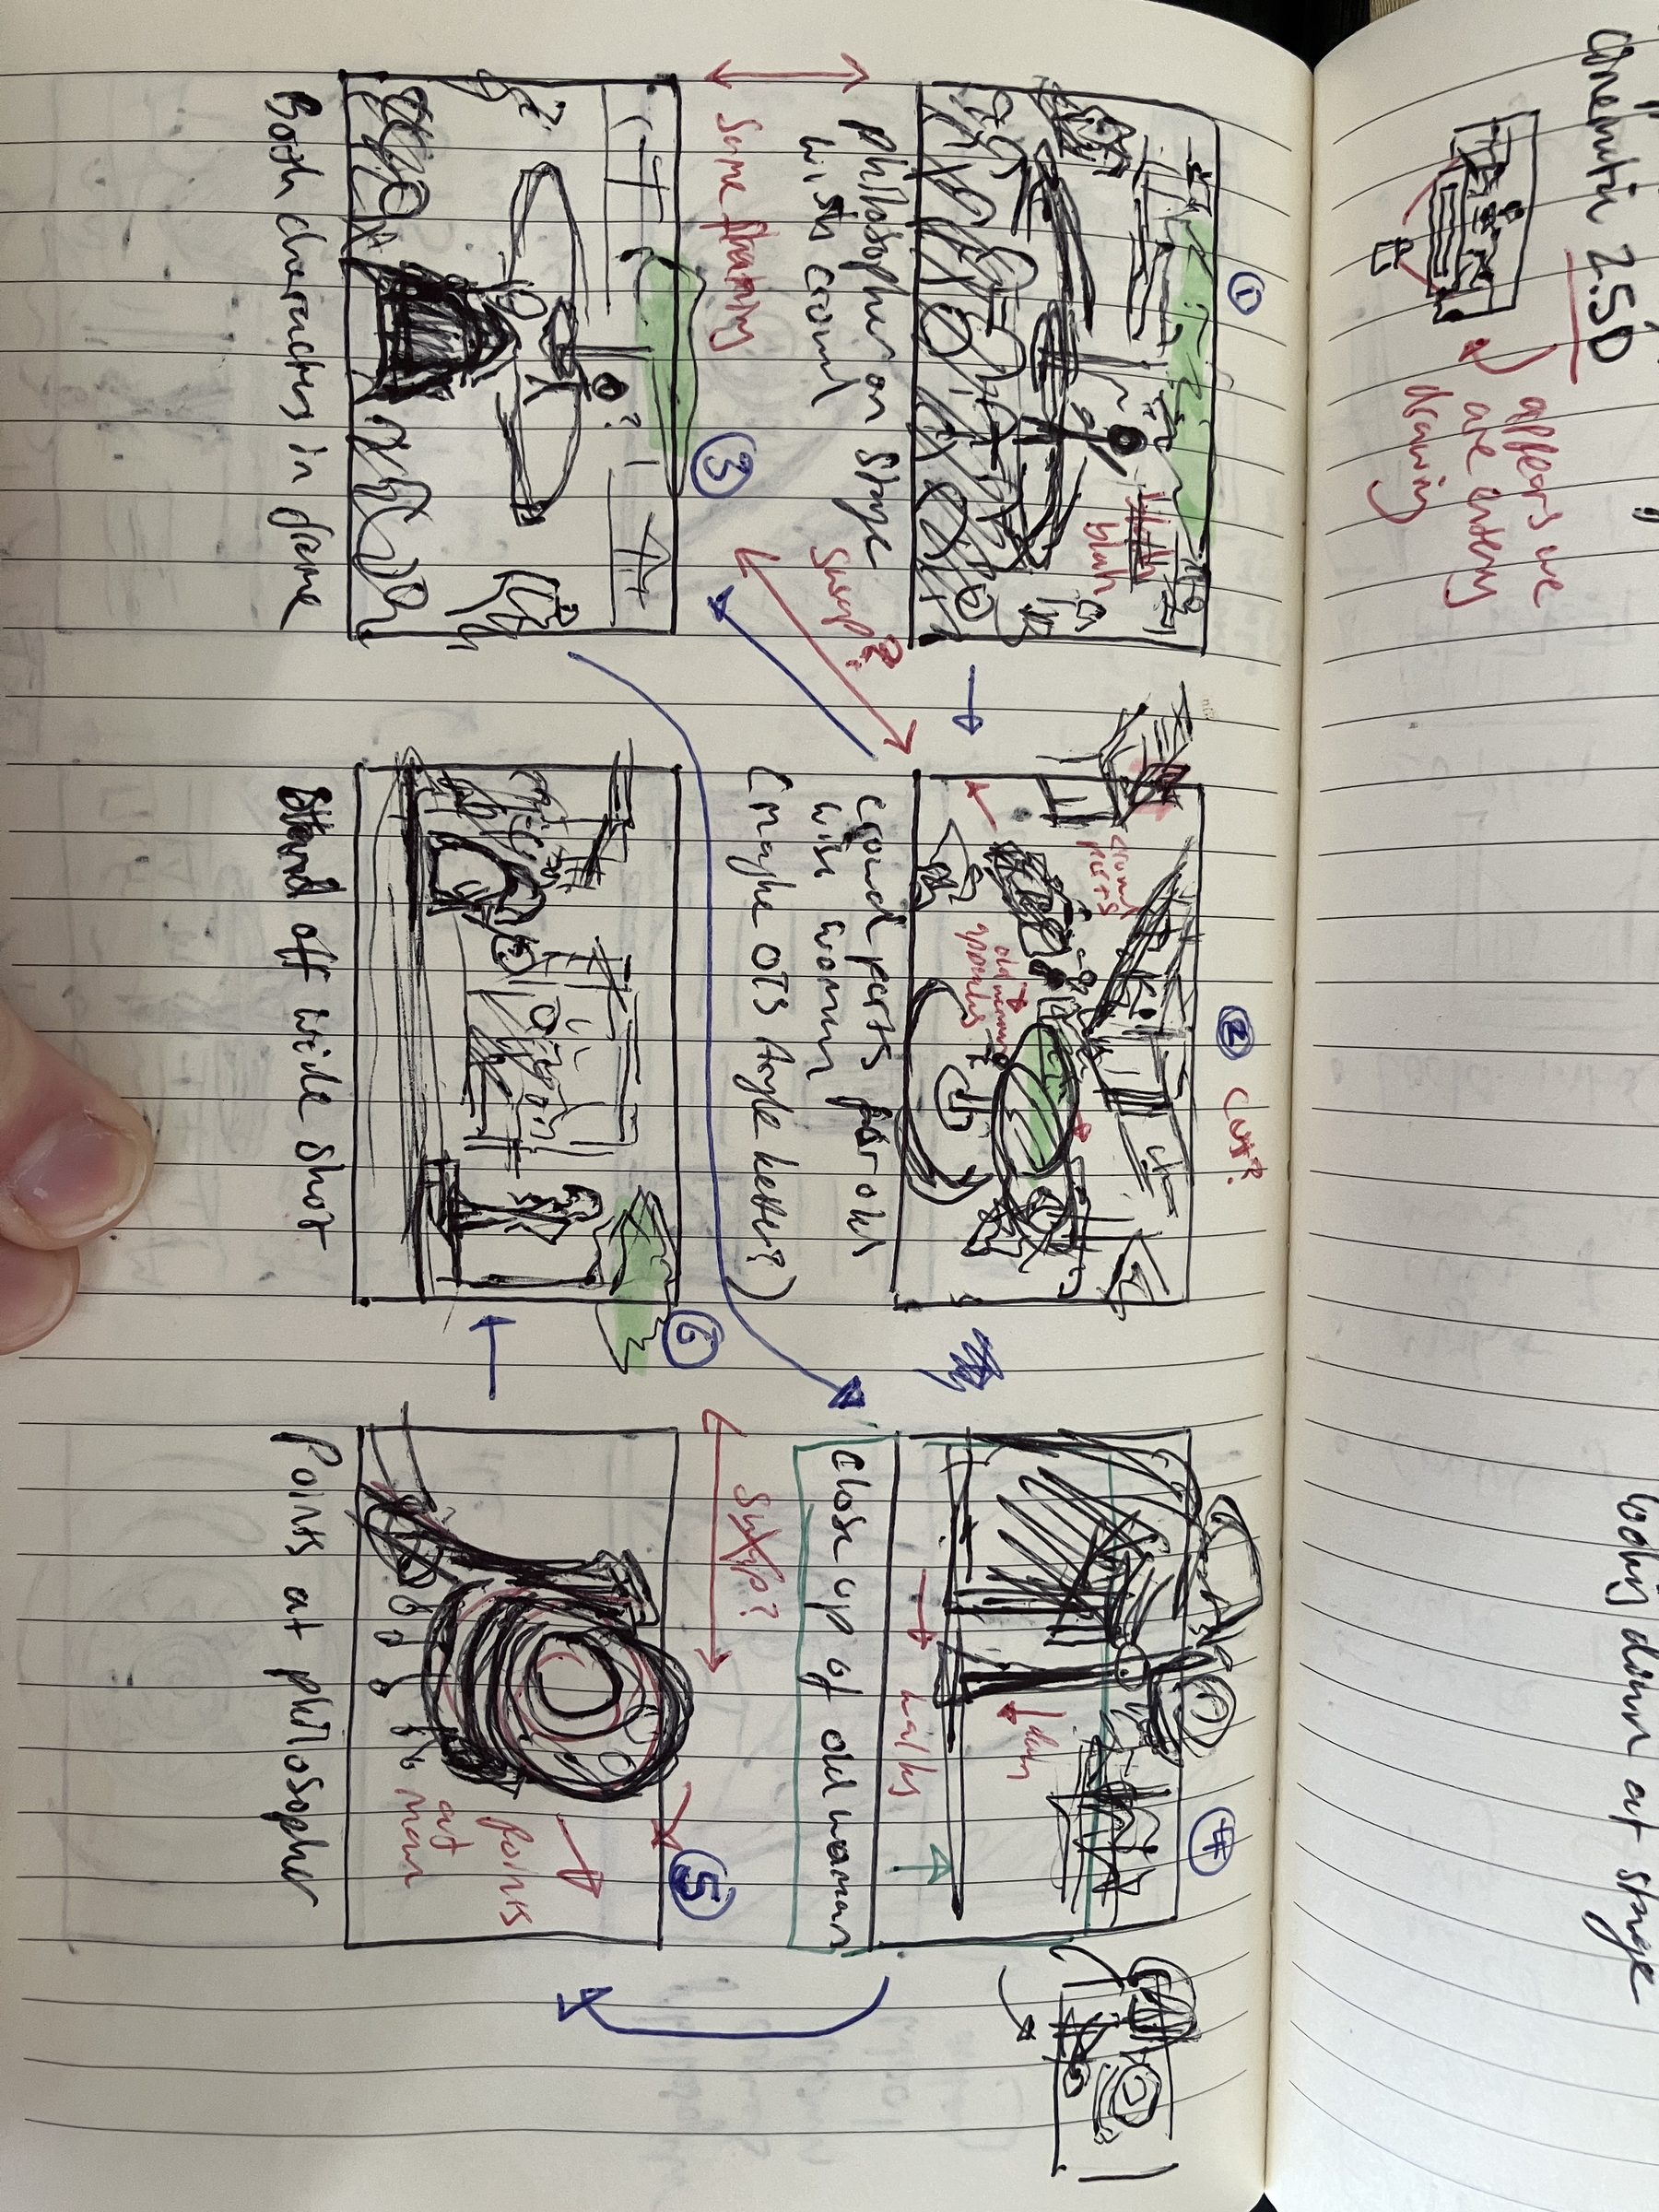 Cinematic 2.5D
appears we
are entering
drawing
looking down at stage
①
blah
blah
Philosopher on Stage
with crowd
same framing
swap?
② Cut?
crowd
parts
old woman
approaches
crowd parts for old
wise woman
(maybe OTS Angle better?)
④
walks
close up of old woman
③
?
?
Both characters in frame
⑥
Stand off wide shot
swap?
⑤
Points
at
man
Points at philosopher